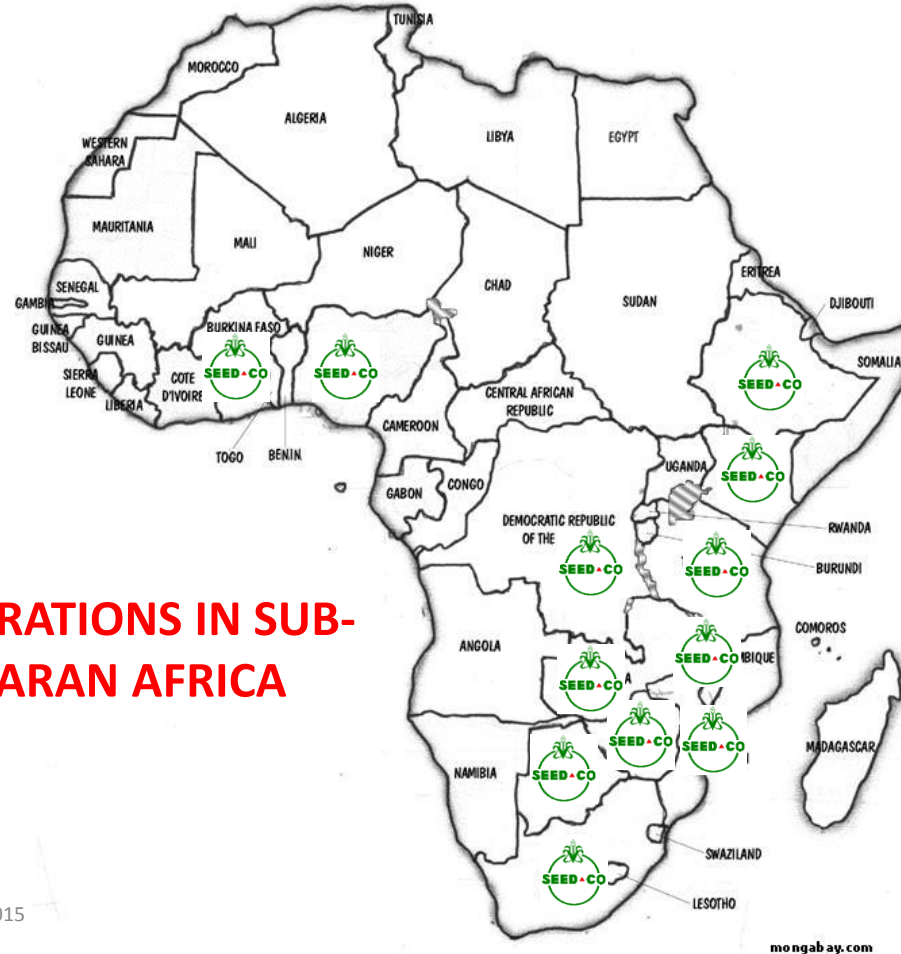 TUNISIA
MOROCCO
ALGERIA
LIBYA
EGYPT
WESTERN
SAHARA
MAURITANIA
MALI
NIGER
CHAD
SUDAN
ERITREA
DJIBOUTI
SENEGAL
GAMBIA
GUINEA
BISSAU
GUINEA
BURKINA FASO
SOMALIA
SIERRA
LEONE
LIBERIA
COTE
D'IVOIRE
SEED CO
SEED CO
SEED CO
CENTRAL AFRICAN
REPUBLIC
CAMEROON
TOGO
BENIN
UGANDA
SEED CO
GABON
CONGO
DEMOCRATIC REPUBLIC
OF THE
RWANDA
SEED CO
SEED CO
BURUNDI
RATIONS IN SUB-
ARAN AFRICA
ANGOLA
COMOROS
SEED CO
BIQUE
SEED CO
A
SEED CO
SEED CO
MADAGASCAR
NAMIBIA
SEED CO
SWAZILAND
SEED CO
LESOTHO
015
mongabay.com